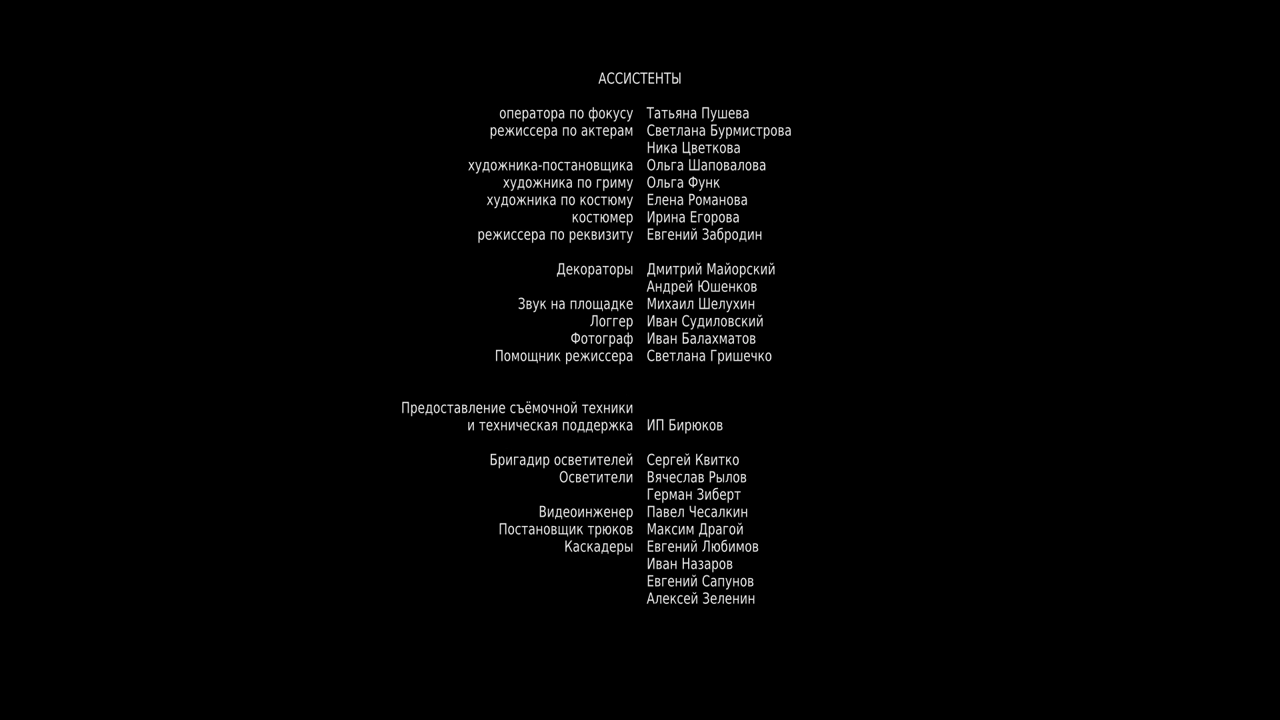 АССИСТЕНТЫ
оператора по фокусу Татьяна Пушева
режиссера по актерам Светлана Бурмистрова
Ника Цветкова
художника-постановщика Ольга Шаповалова
художника по гриму Ольга Функ
художника по костюму Елена Романова
костюмер Ирина Егорова
режиссера по реквизиту Евгений Забродин
Декораторы Дмитрий Майорский
Андрей Юшенков
Звук на площадке Михаил Шелухин
Логгер Иван Судиловский
Фотограф Иван Балахматов
Помощник режиссера Светлана Гришечко
Предоставление съёмочной техники
и техническая поддержка ИП Бирюков
Бригадир осветителей Сергей Квитко
Осветители Вячеслав Рылов
Герман Зиберт
Видеоинженер Павел Чесалкин
Постановщик трюков Максим Драгой
Каскадеры Евгений Любимов
Иван Назаров
Евгений Сапунов
Алексей Зеленин